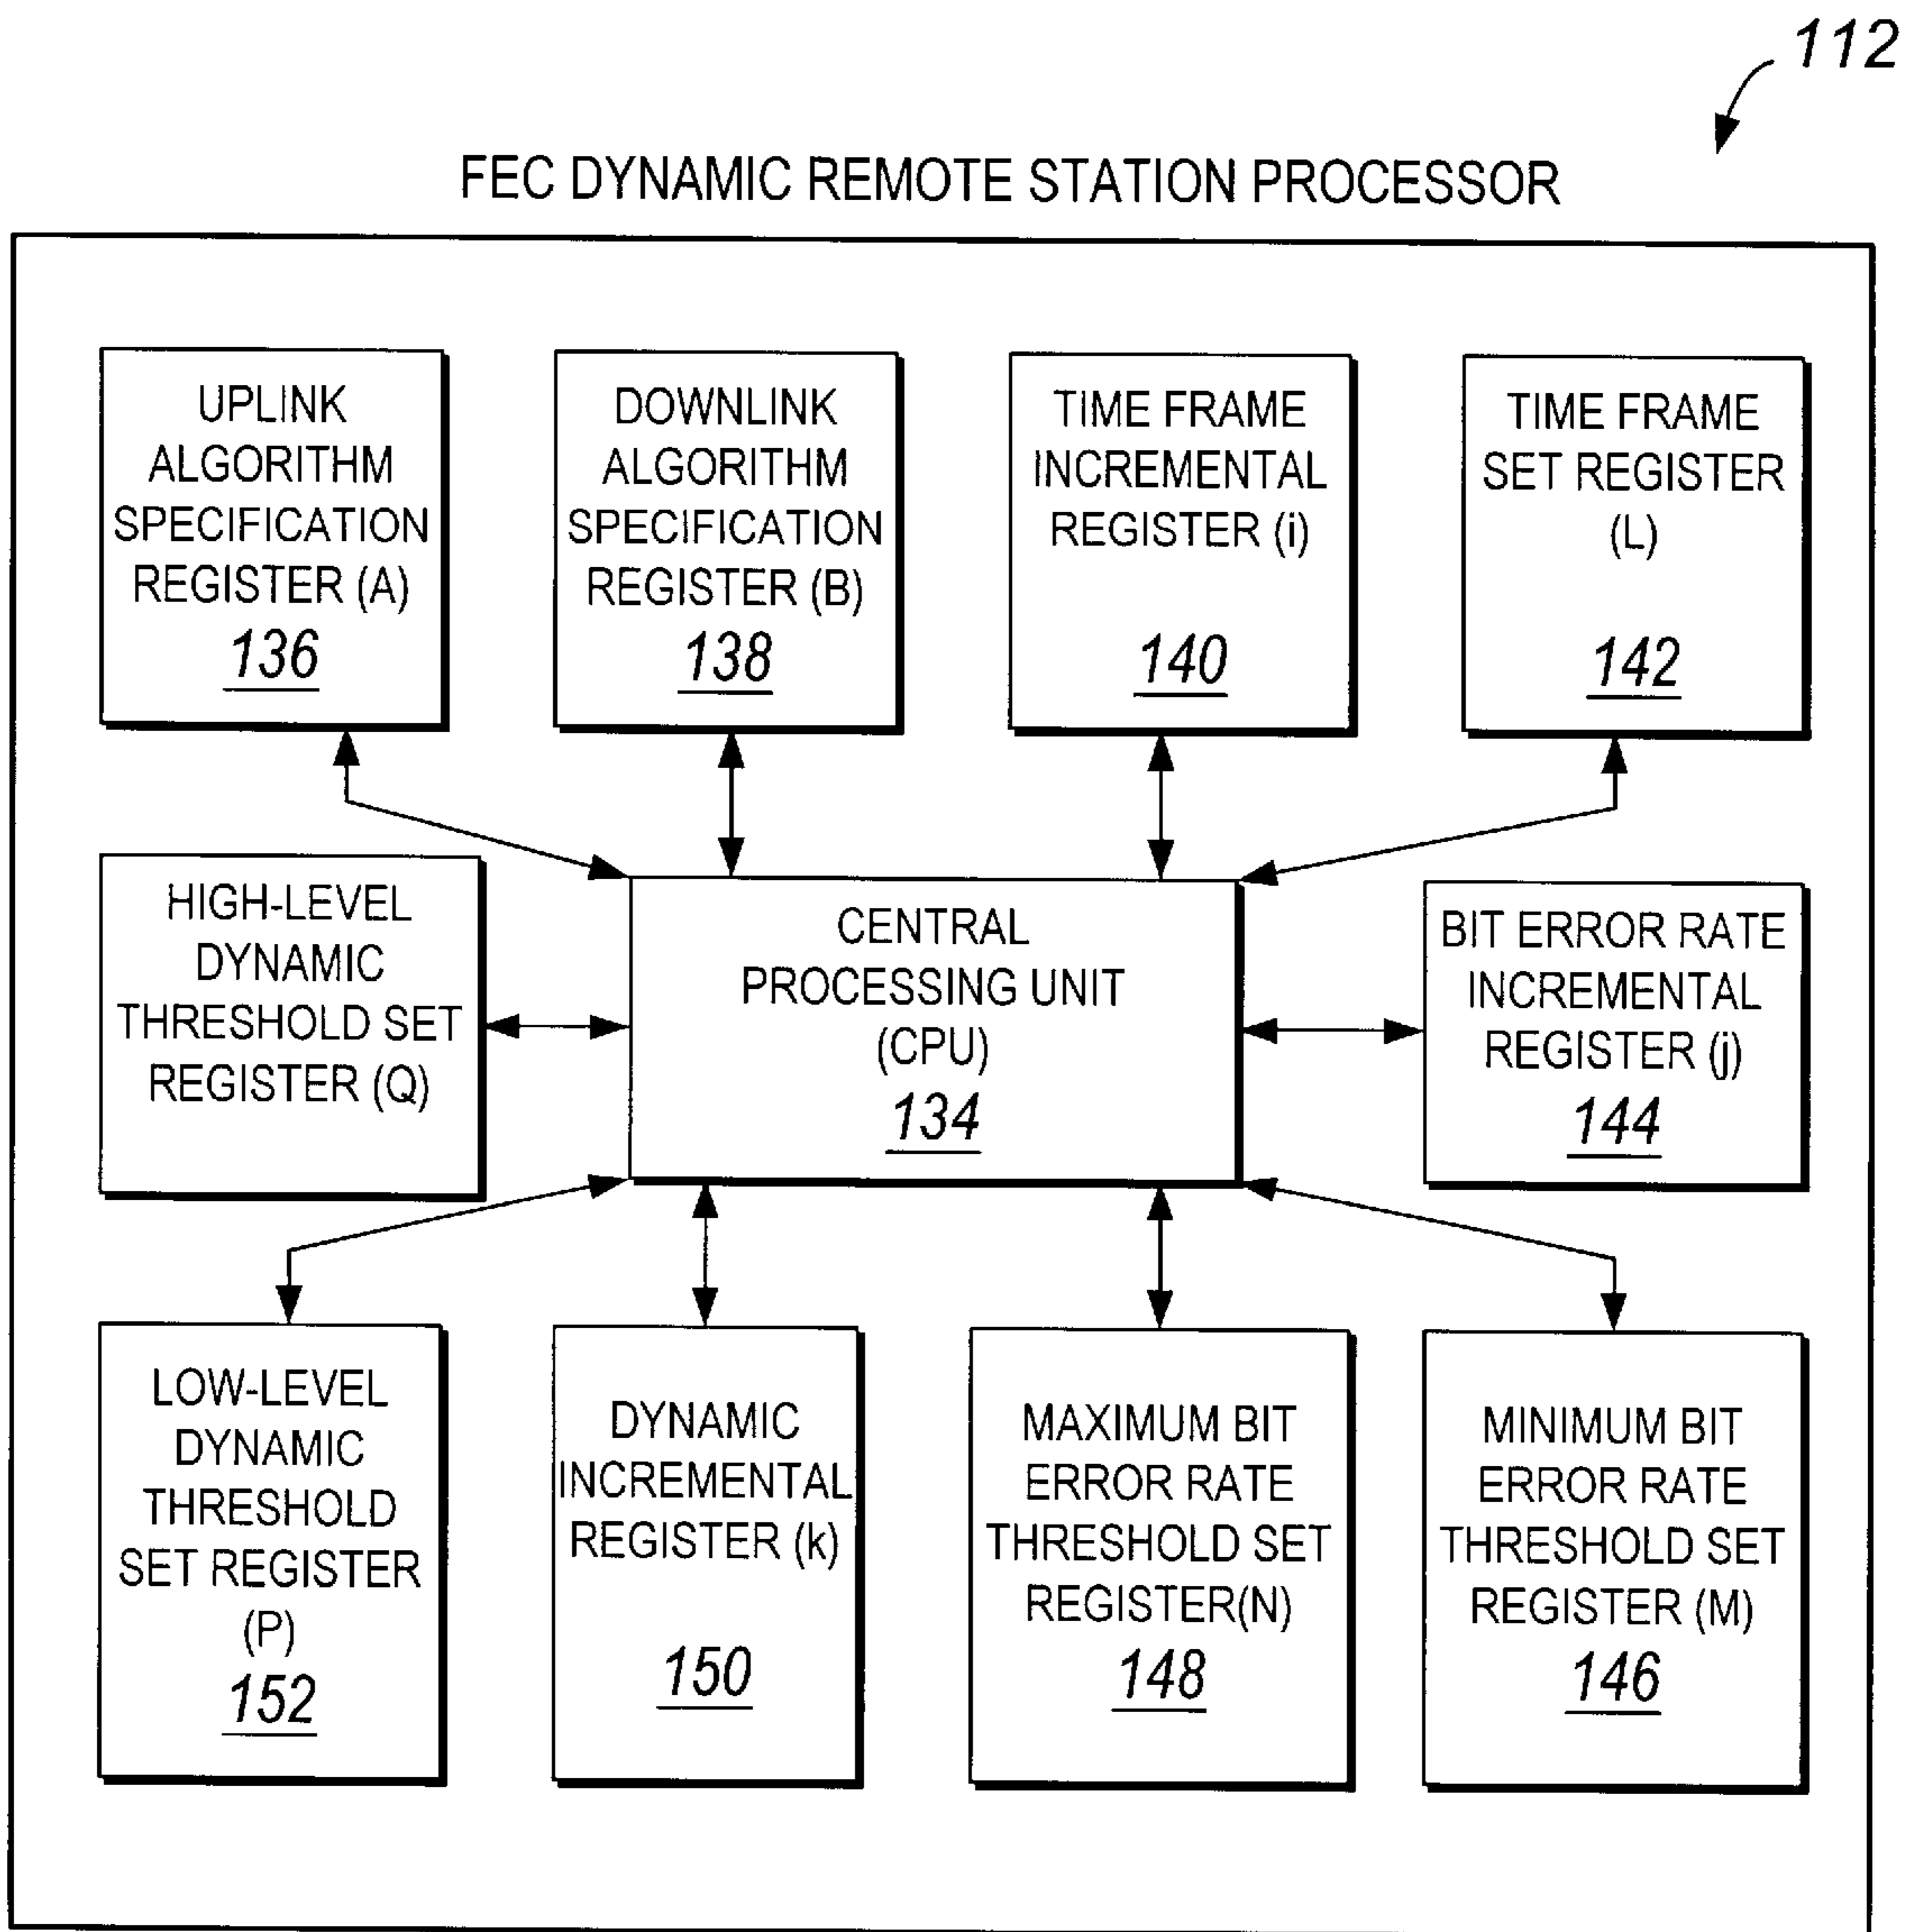 112
FEC DYNAMIC REMOTE STATION PROCESSOR
UPLINK
ALGORITHM
SPECIFICATION
REGISTER (A)
136
DOWNLINK
ALGORITHM
SPECIFICATION
REGISTER (B)
138
TIME FRAME
INCREMENTAL
REGISTER (i)
140
TIME FRAME
SET REGISTER
(L)
142
HIGH-LEVEL
DYNAMIC
THRESHOLD SET
REGISTER (Q)
CENTRAL
PROCESSING UNIT
(CPU)
134
BIT ERROR RATE
INCREMENTAL
REGISTER (j)
144
LOW-LEVEL
DYNAMIC
THRESHOLD
SET REGISTER
(P)
152
DYNAMIC
INCREMENTAL
REGISTER (k)
150
MAXIMUM BIT
ERROR RATE
THRESHOLD SET
REGISTER(N)
148
MINIMUM BIT
ERROR RATE
THRESHOLD SET
REGISTER (M)
146